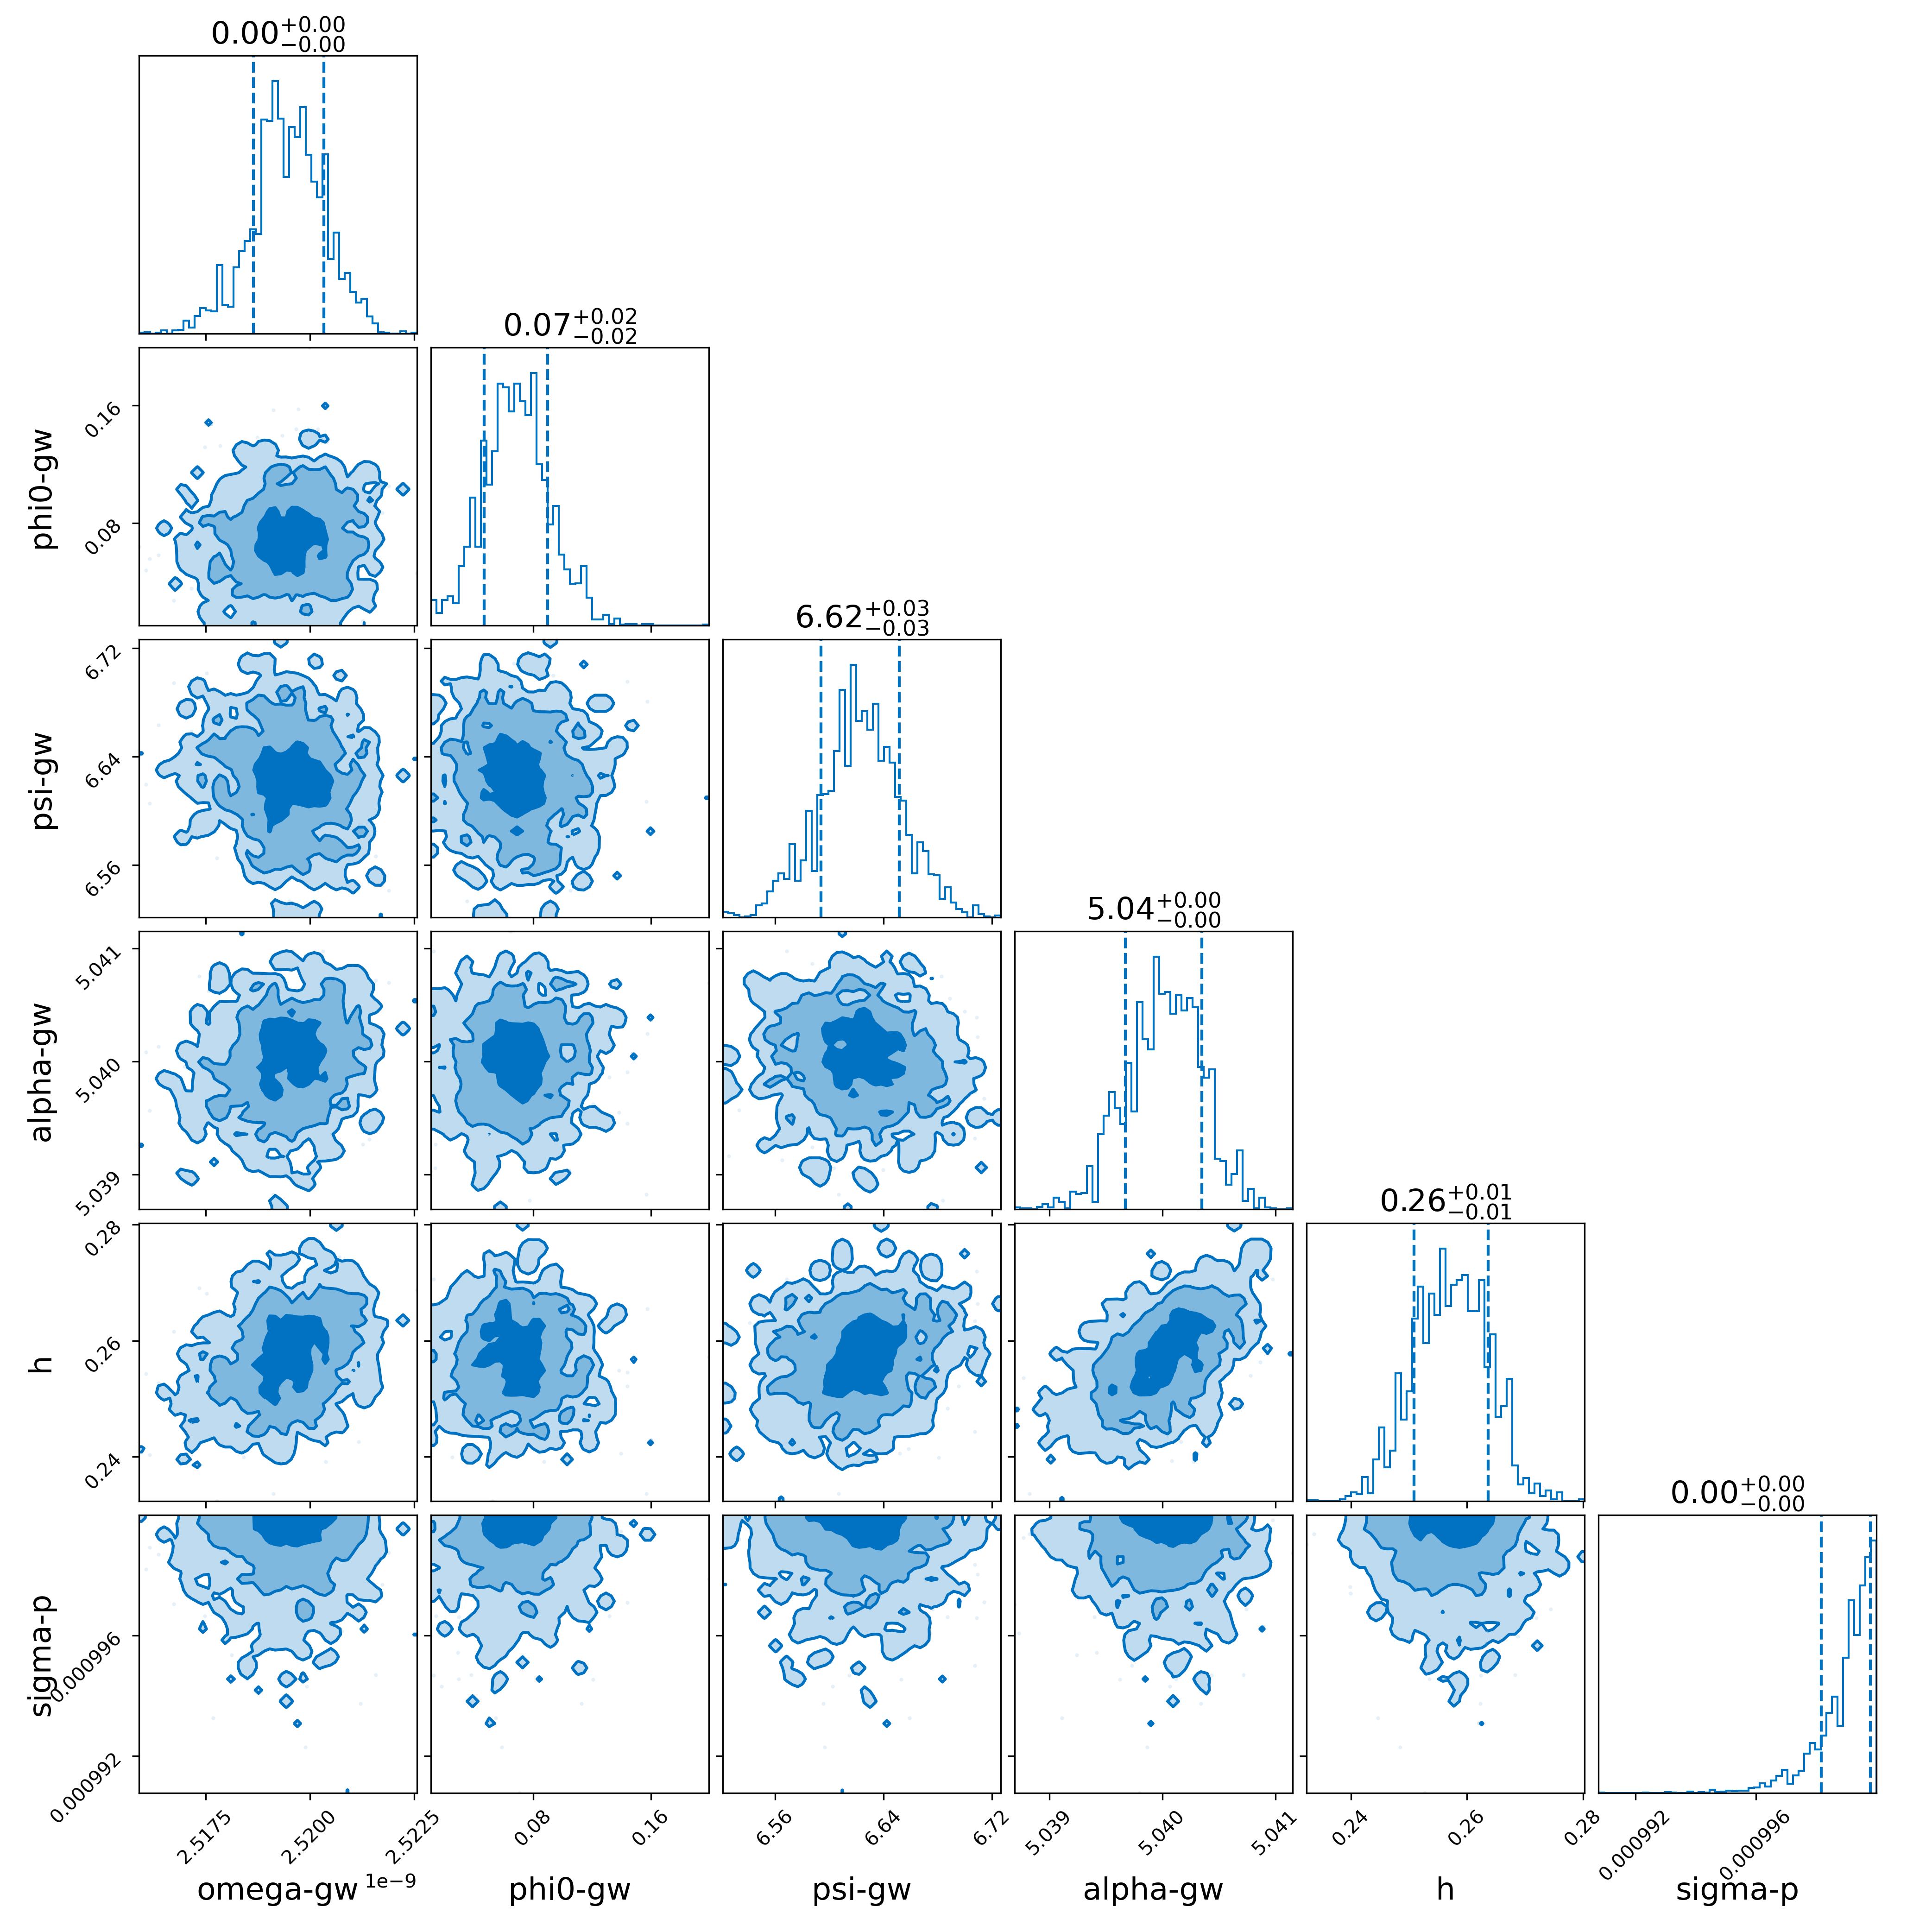 0.00+0.00−0.00
0.07+0.02−0.02
6.62+0.03−0.03
5.04+0.00−0.00
0.26+0.01−0.01
0.00+0.00−0.00
phi0-gw
0.16
0.08
psi-gw
6.72
6.64
6.56
alpha-gw
5.041
5.040
5.039
h
0.28
0.26
0.24
sigma-p
0.000996
0.000992
2.5175 2.5200 2.5225
0.08 0.16
6.56 6.64 6.72
5.039 5.040 5.041
0.24 0.26 0.28
0.000992 0.000996
1e−9
omega-gw phi0-gw psi-gw alpha-gw h sigma-p